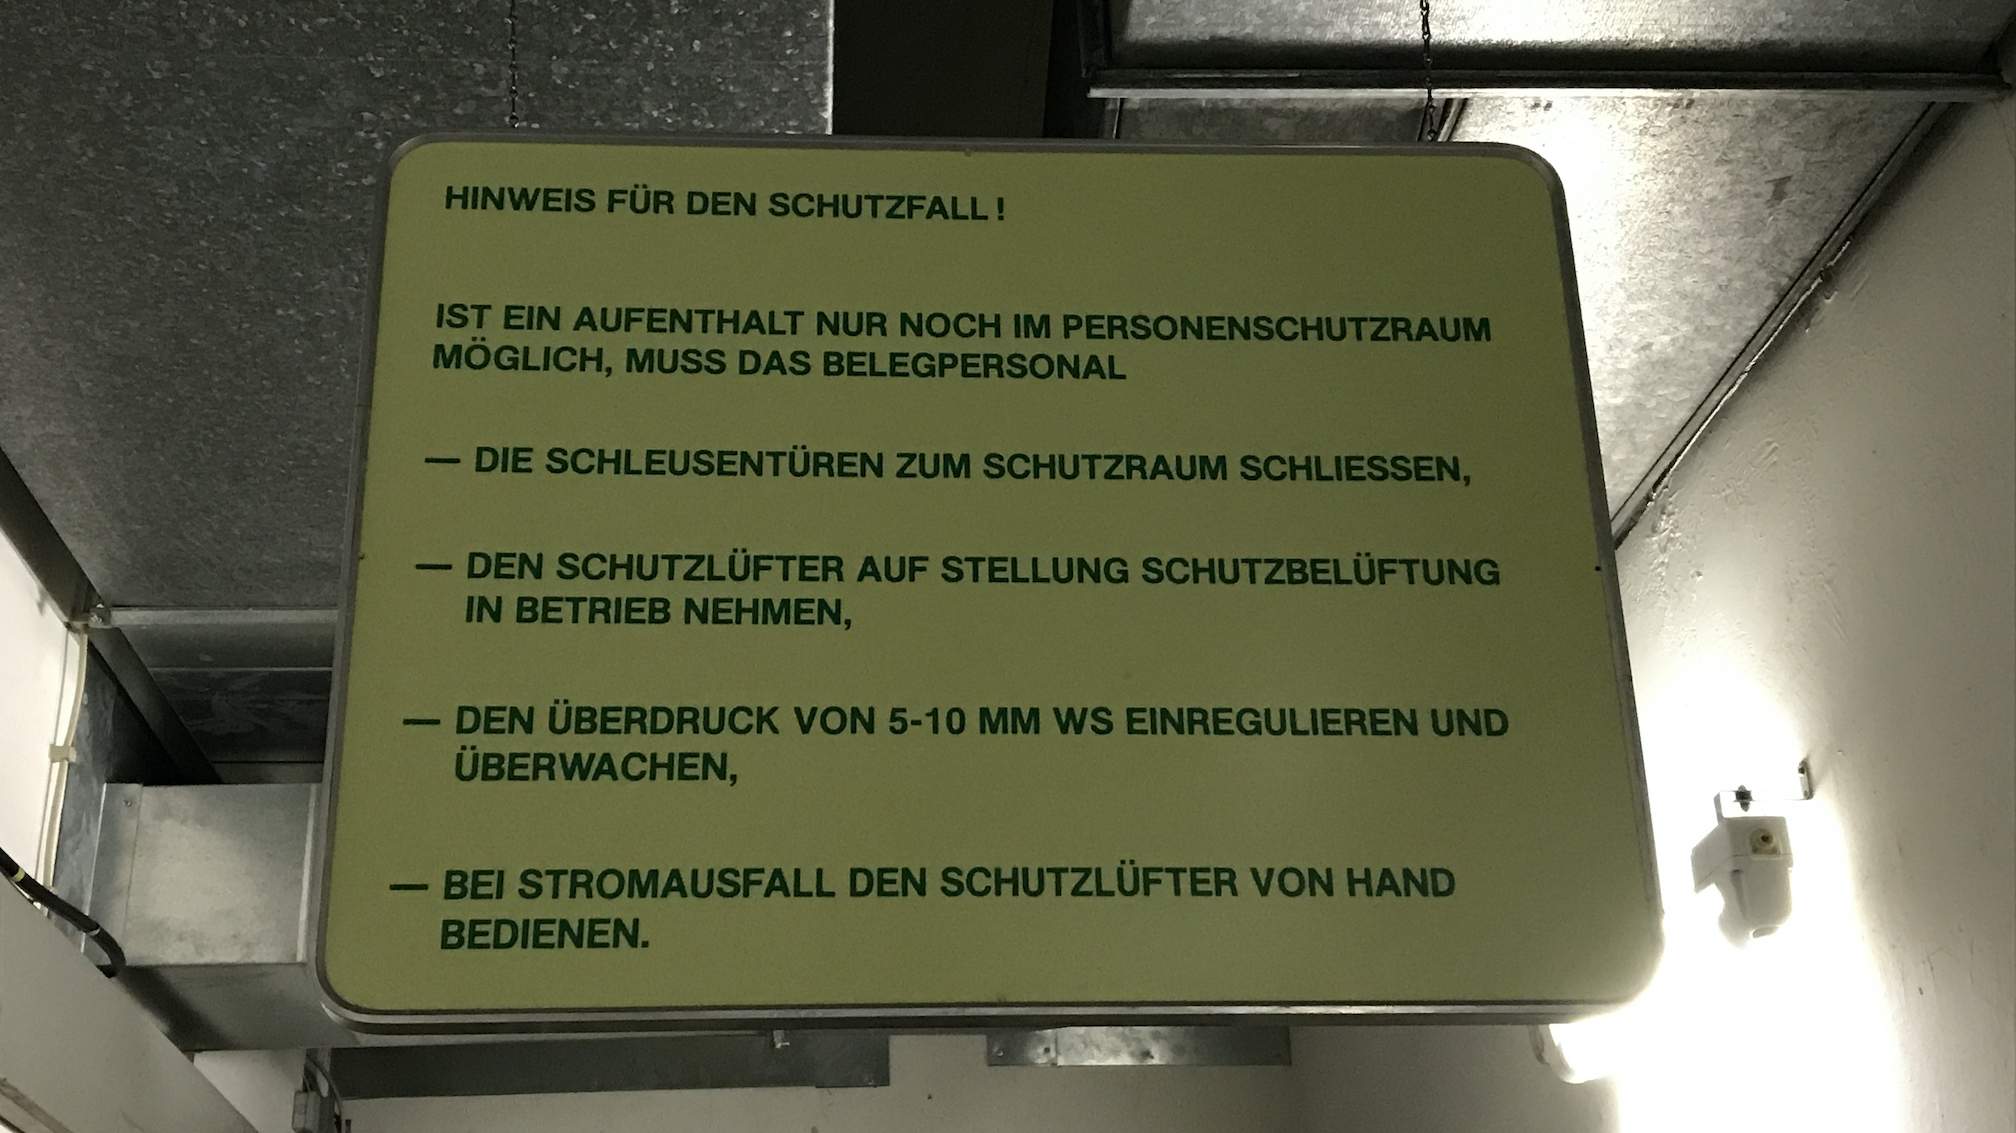 HINWEIS FÜR DEN SCHUTZFALL!
IST EIN AUFENTHALT NUR NOCH IM PERSONENSCHUTZRAUM
MÖGLICH, MUSS DAS BELEGPERSONAL
— DIE SCHLEUSENTÜREN ZUM SCHUTZRAUM SCHLIESSEN,
— DEN SCHUTZLÜFTER AUF STELLUNG SCHUTZBELÜFTUNG
IN BETRIEB NEHMEN,
— DEN ÜBERDRUCK VON 5-10 MM WS EINREGULIEREN UND
ÜBERWACHEN,
— BEI STROMAUSFALL DEN SCHUTZLÜFTER VON HAND
BEDIENEN.